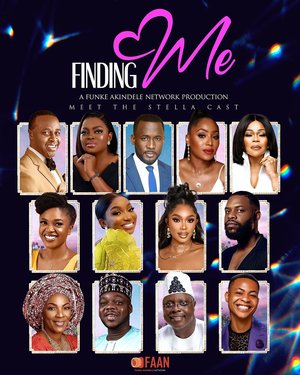 FINDING Me
A FUNKE AKINDELE NETWORK PRODUCTION
MEET THE STELLA CAST
FAAN